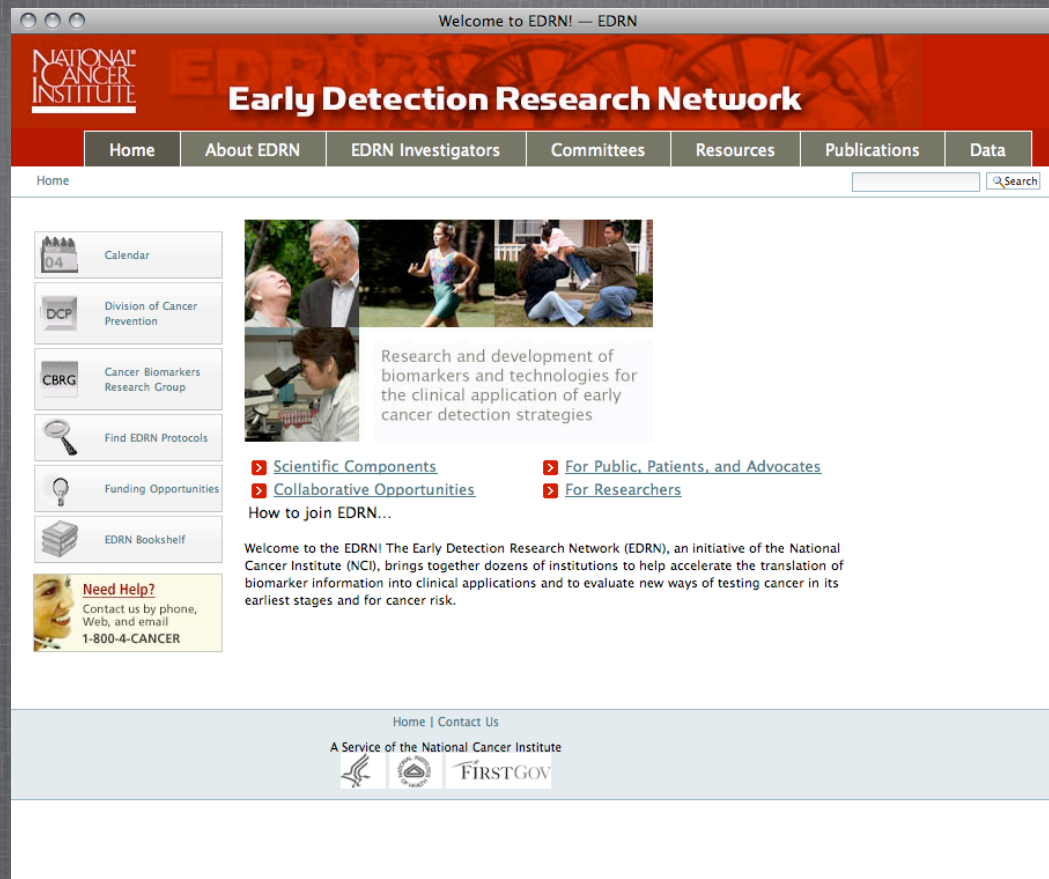 Welcome to EDRN! — EDRN
NATIONAL
CANCER
INSTITUTE
EDRN
Early Detection Research Network
Home
About EDRN
EDRN Investigators
Committees
Resources
Publications
Data
Home
Search
04
Calendar
DCP
Division of Cancer
Prevention
CBRG
Cancer Biomarkers
Research Group
Find EDRN Protocols
Funding Opportunities
EDRN Bookshelf
Need Help?
Contact us by phone,
Web, and email
1-800-4-CANCER
Research and development of
biomarkers and technologies for
the clinical application of early
cancer detection strategies
Scientific Components
For Public, Patients, and Advocates
Collaborative Opportunities
For Researchers
How to join EDRN...
Welcome to the EDRN! The Early Detection Research Network (EDRN), an initiative of the National
Cancer Institute (NCI), brings together dozens of institutions to help accelerate the translation of
biomarker information into clinical applications and to evaluate new ways of testing cancer in its
earliest stages and for cancer risk.
Home | Contact Us
A Service of the National Cancer Institute
FIRSTGOV